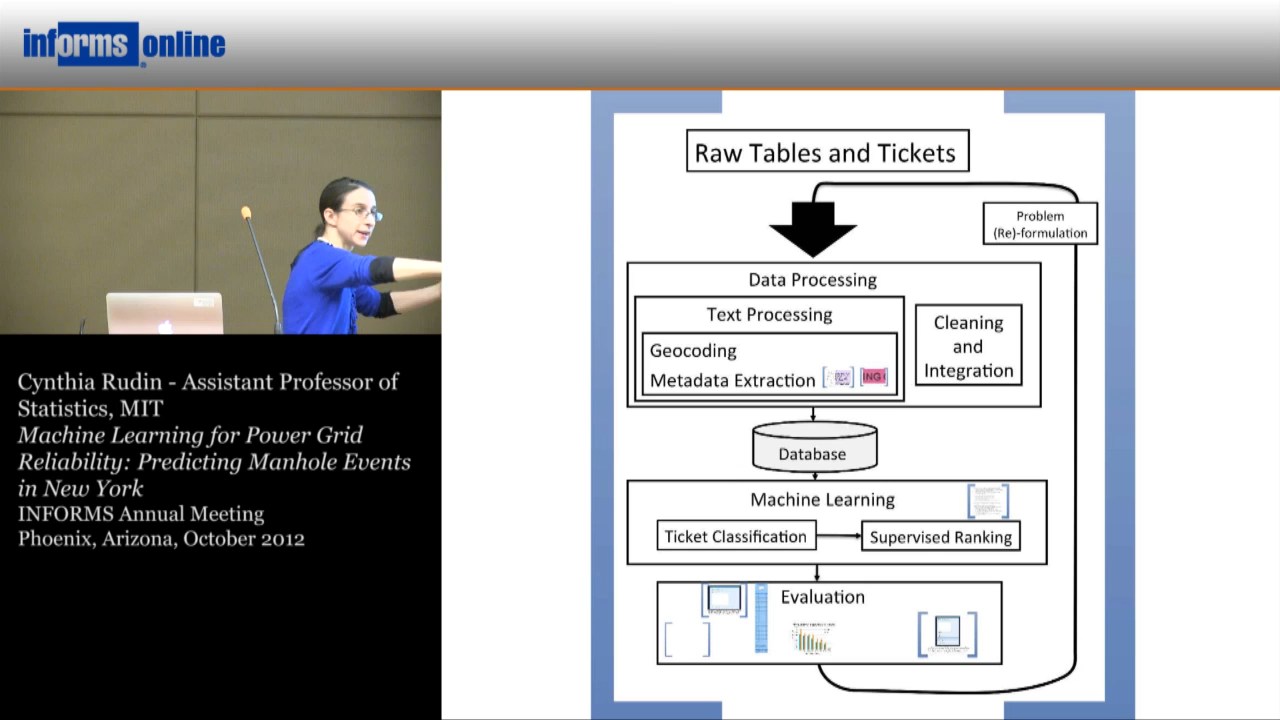 informs online
Cynthia Rudin - Assistant Professor of
Statistics, MIT
Machine Learning for Power Grid
Reliability: Predicting Manhole Events
in New York
INFORMS Annual Meeting
Phoenix, Arizona, October 2012
Raw Tables and Tickets
Problem
(Re)-formulation
Data Processing
Text Processing
Geocoding
Metadata Extraction
Cleaning
and
Integration
Database
Machine Learning
Ticket Classification
Supervised Ranking
Evaluation